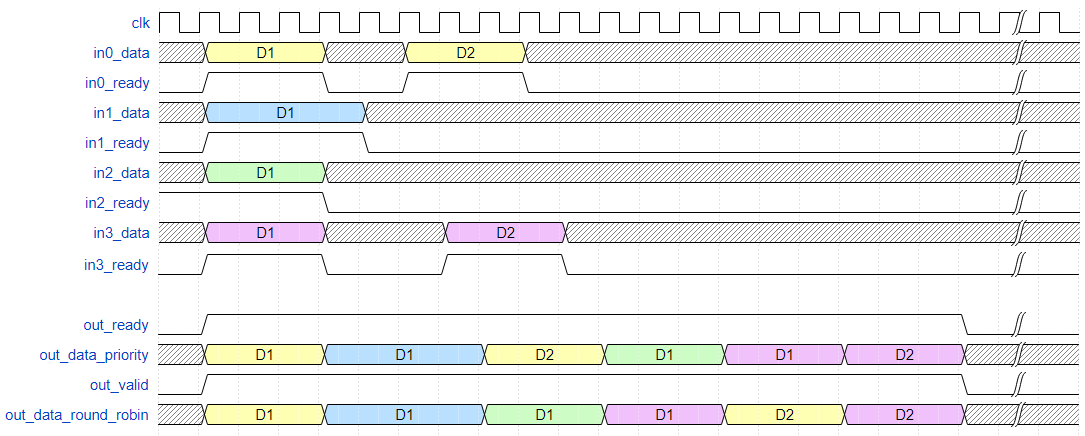 clk
in0_data D1 D2
in0_ready
in1_data D1
in1_ready
in2_data D1
in2_ready
in3_data D1 D2
in3_ready
out_ready
out_data_priority D1 D1 D2 D1 D1 D2
out_valid
out_data_round_robin D1 D1 D1 D1 D2 D2